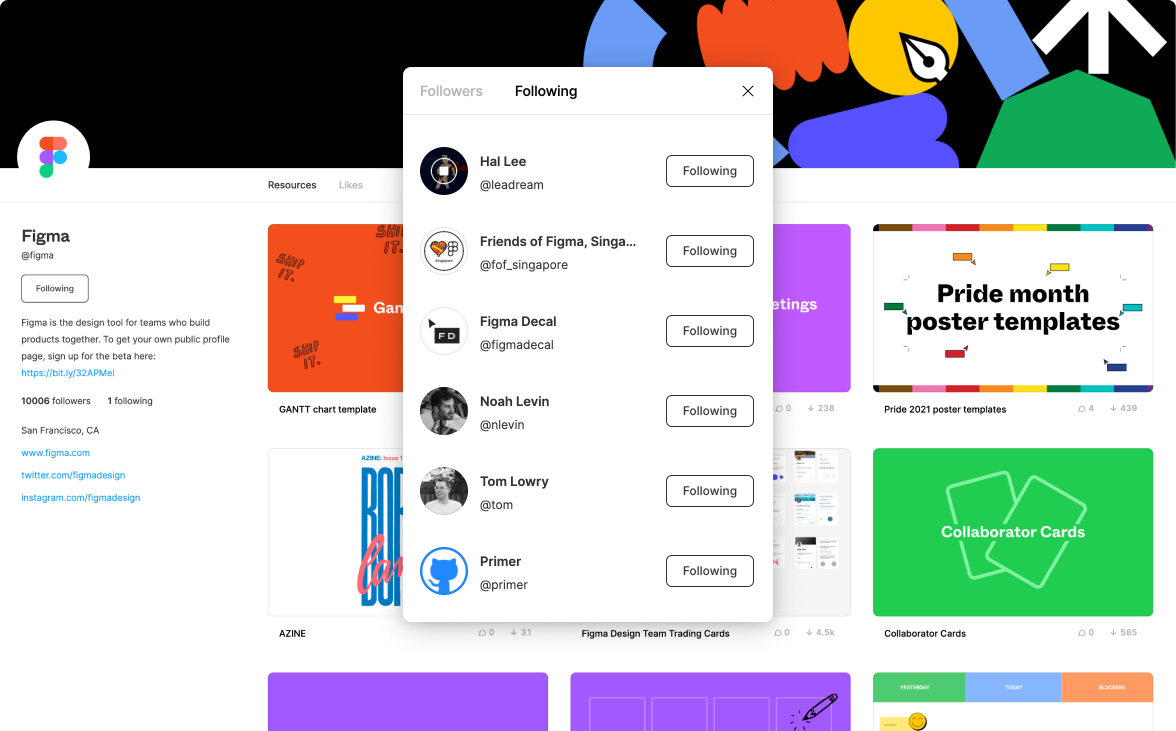 Followers
Following
Hal Lee
@leadream
Following
Friends of Figma, Singa...
@fof_singapore
Following
Figma Decal
@figmadecal
Following
FD
Noah Levin
@nlevin
Following
Tom Lowry
@tom
Following
Primer
@primer
Following
Resources
Likes
Figma
@figma
Following
Figma is the design tool for teams who build
products together. To get your own public profile
page, sign up for the beta here:
https://bit.ly/32APMel
10006 followers
1 following
San Francisco, CA
www.figma.com
twitter.com/figmadesign
instagram.com/figmadesign
SHIP IT.
SHIP
IT.
SHIP
IT.
Gan
GANTT chart template
etings
0
238
Pride month
poster templates
Pride 2021 poster templates
4
439
AZINE: Issue 1
AZINE
0
31
Figma Design Team Trading Cards
0
4.5k
Collaborator Cards
Collaborator Cards
0
585
YESTERDAY
TODAY
BLOCKERS